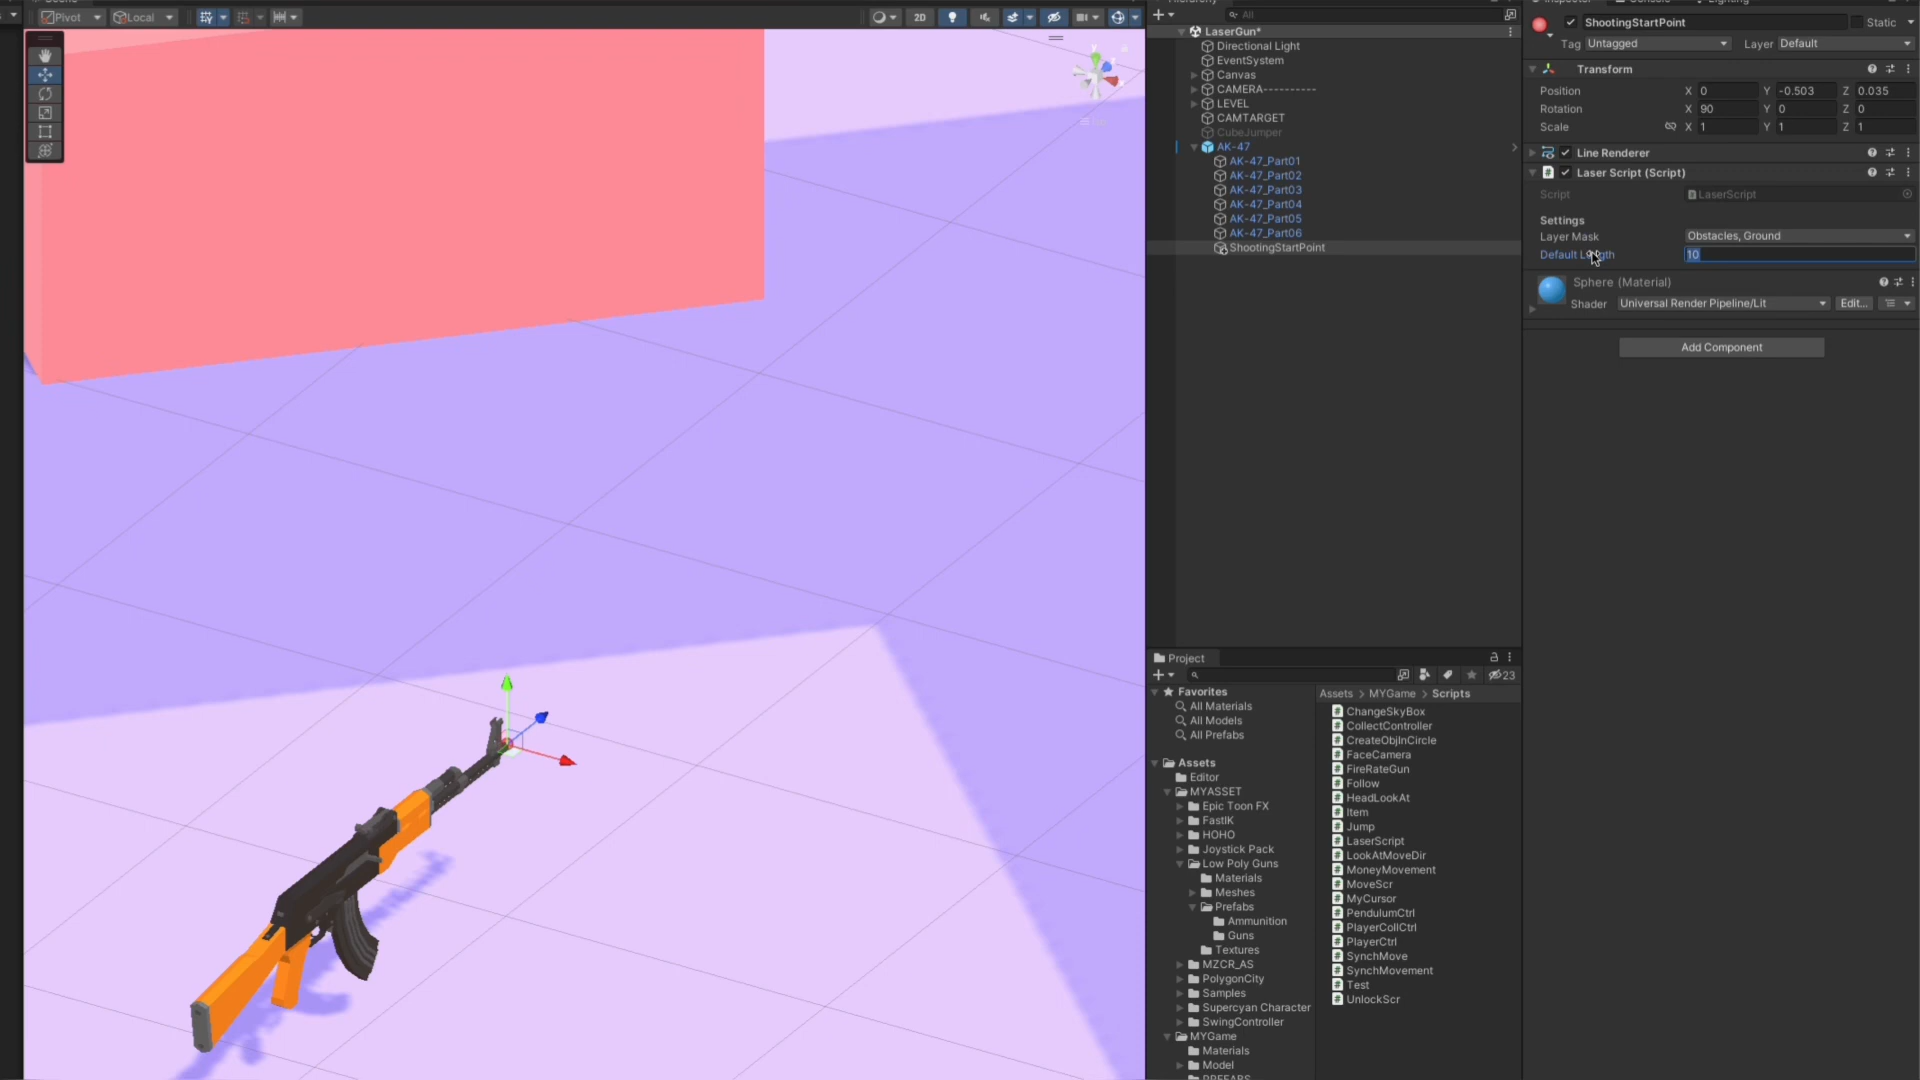 Pivot
Local
2D
All
LaserGun*
Directional Light
EventSystem
Canvas
CAMERA----------
LEVEL
CAMTARGET
CubeJumper
AK-47
AK-47_Part01
AK-47_Part02
AK-47_Part03
AK-47_Part04
AK-47_Part05
AK-47_Part06
ShootingStartPoint
Project
23
Favorites
All Materials
All Models
All Prefabs
Assets
Editor
MYASSET
Epic Toon FX
FastIK
HOHO
Joystick Pack
Low Poly Guns
Materials
Meshes
Prefabs
Ammunition
Guns
Textures
MZCR_AS
PolygonCity
Samples
Supercyan Character
SwingController
MYGame
Materials
Model
PREFABS
Assets > MYGame > Scripts
ChangeSkyBox
CollectController
CreateObjInCircle
FaceCamera
FireRateGun
Follow
HeadLookAt
Item
Jump
LaserScript
LookAtMoveDir
MoneyMovement
MoveScr
MyCursor
PendulumCtrl
PlayerCollCtrl
PlayerCtrl
SynchMove
SynchMovement
Test
UnlockScr
ShootingStartPoint Static
Tag Untagged Layer Default
Transform
Position X 0 Y -0.503 Z 0.035
Rotation X 90 Y 0 Z 0
Scale X 1 Y 1 Z 1
Line Renderer
Laser Script (Script)
Script LaserScript
Settings
Layer Mask Obstacles, Ground
Default Length 10
Sphere (Material)
Shader Universal Render Pipeline/Lit Edit...
Add Component